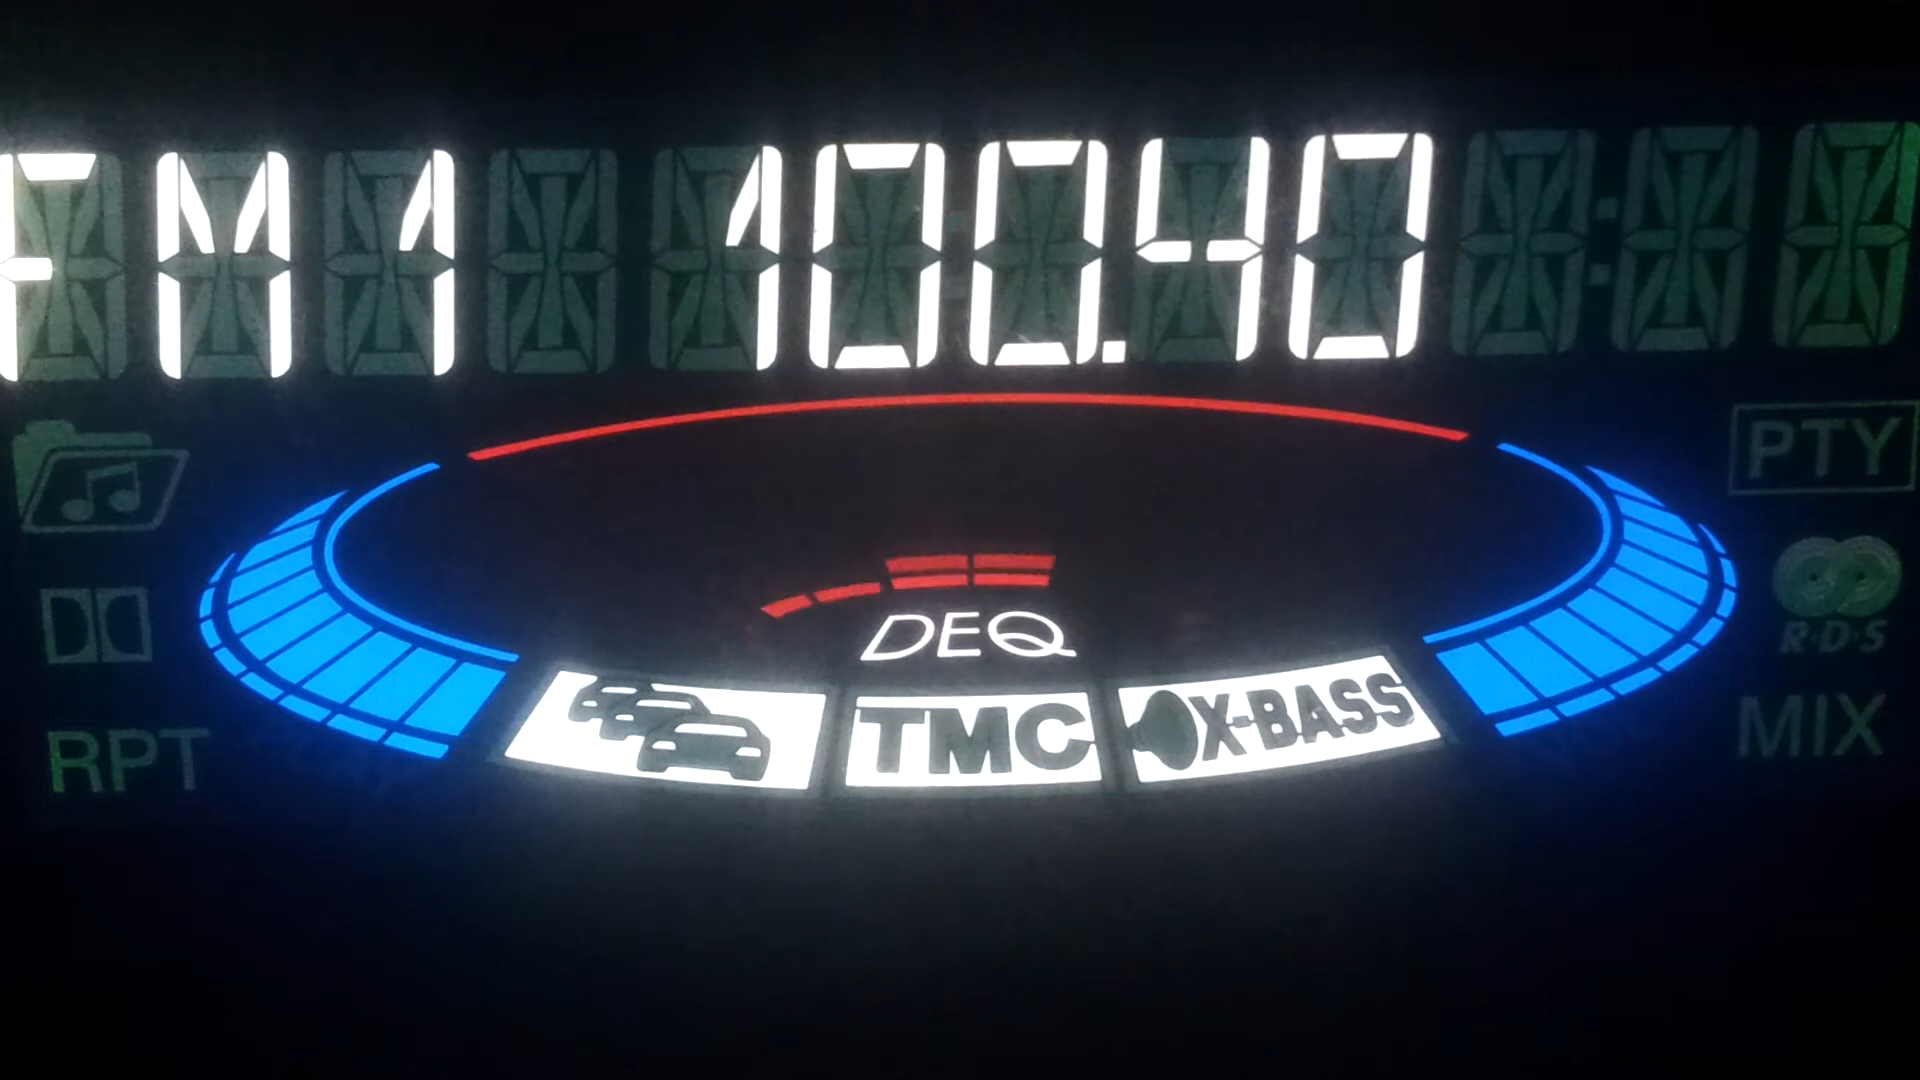 FM1 100.40
PTY
R·D·S
DEQ
RPT
TMC
X-BASS
MIX